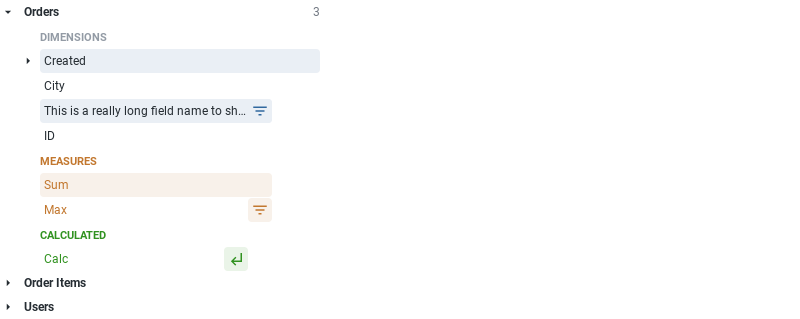 Orders 3
DIMENSIONS
Created
City
This is a really long field name to sh...
ID
MEASURES
Sum
Max
CALCULATED
Calc
Order Items
Users